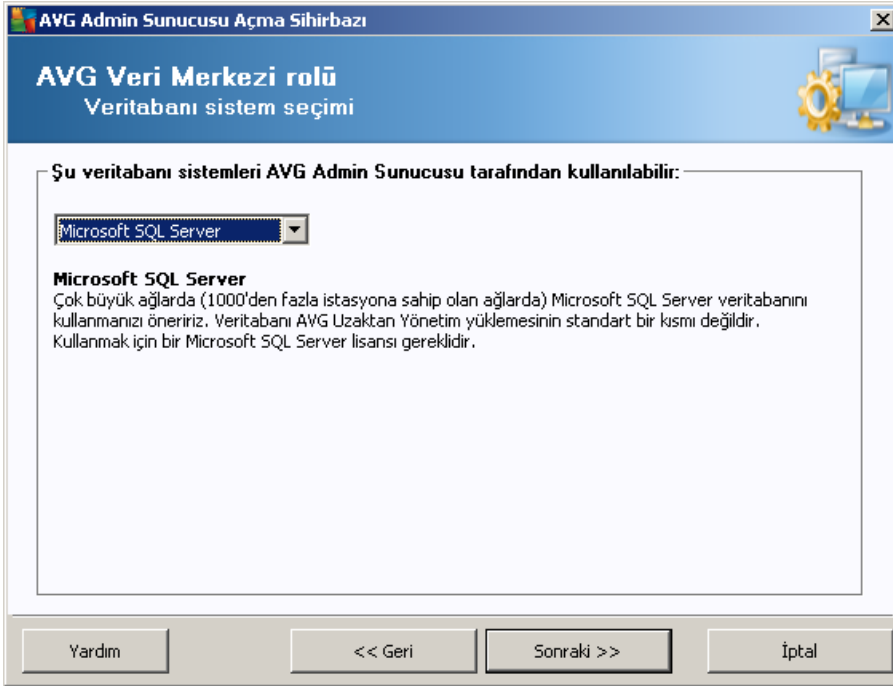 AVG Admin Sunucusu Açma Sihirbazı
AVG Veri Merkezi rolü
Veritabanı sistem seçimi
Şu veritabanı sistemleri AVG Admin Sunucusu tarafından kullanılabilir:
Microsoft SQL Server
Microsoft SQL Server
Çok büyük ağlarda (1000'den fazla istasyona sahip olan ağlarda) Microsoft SQL Server veritabanını
kullanmanızı öneririz. Veritabanı AVG Uzaktan Yönetim yüklemesinin standart bir kısmı değildir.
Kullanmak için bir Microsoft SQL Server lisansı gereklidir.
Yardım
<< Geri
Sonraki >>
İptal